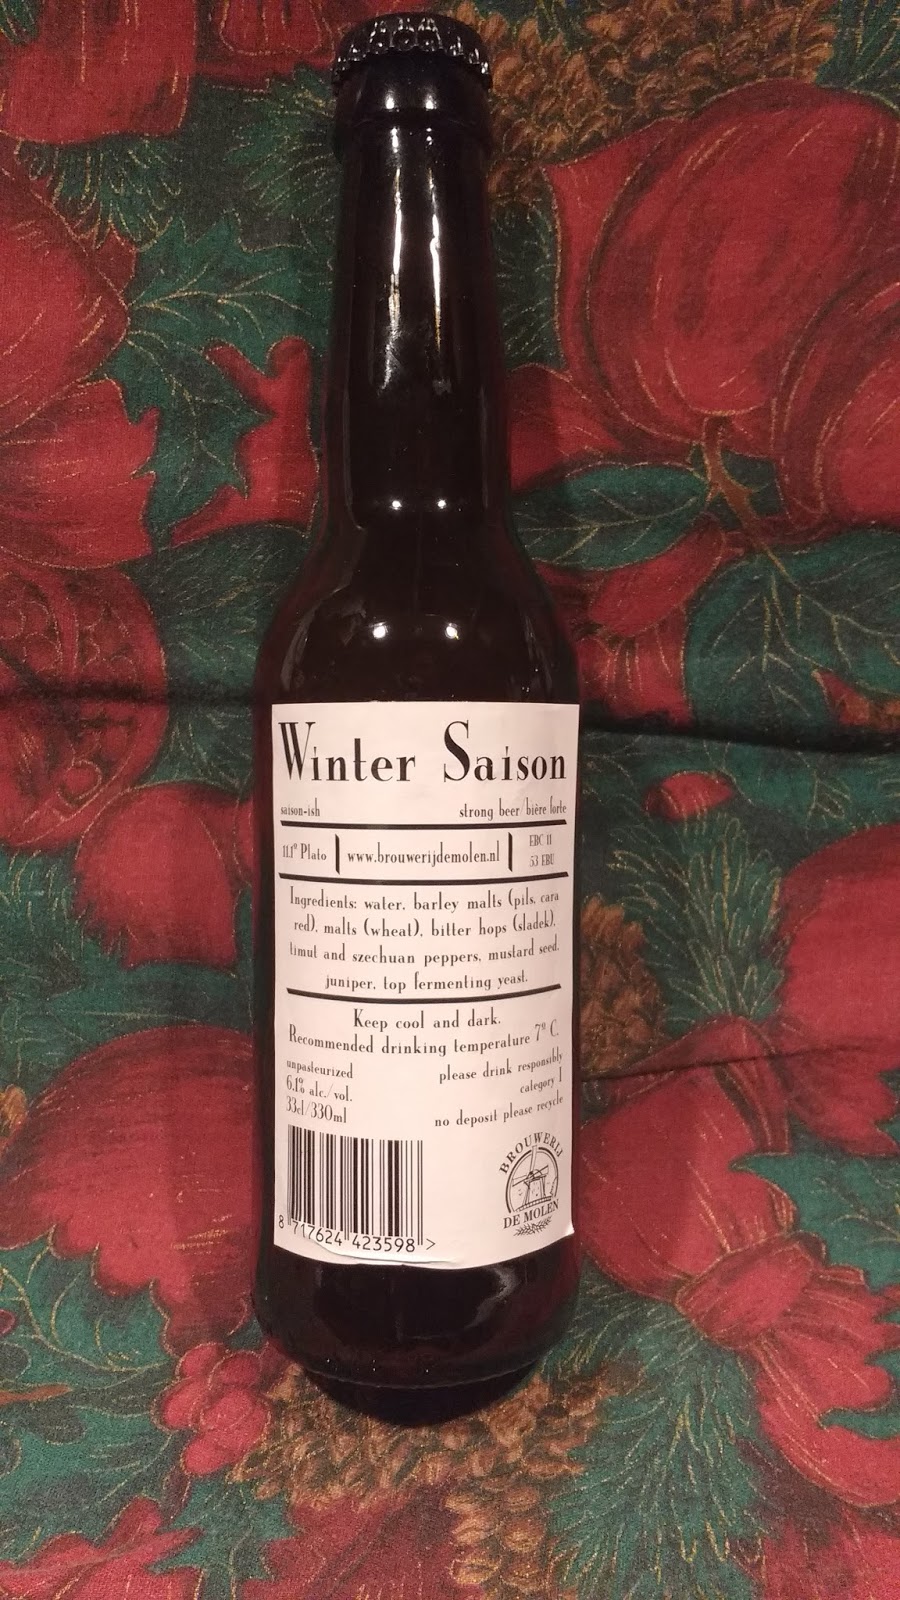 Winter Saison
saison-ish strong beer/bière forte
11.1º Plato www.brouwerijdemolen.nl EBC 11
53 EBU
Ingredients: water, barley malts (pils, cara
red), malts (wheat), bitter hops (sladek),
timut and szechuan peppers, mustard seed,
juniper, top fermenting yeast.
Keep cool and dark.
Recommended drinking temperature 7º C.
unpasteurized please drink responsibly
6,1% alc./vol. category I
33cl/330ml no deposit please recycle
BROUWERIJ
DE MOLEN
8 717624 423598 >